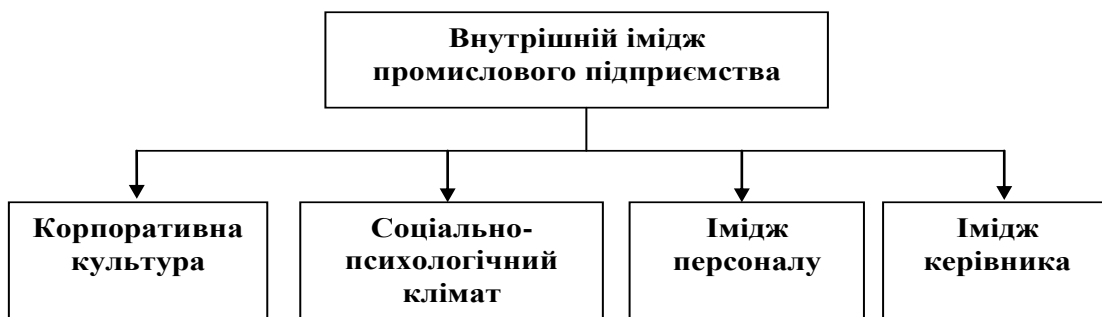 Внутрішній імідж
промислового підприємства
Корпоративна
культура
Соціально-
психологічний
клімат
Імідж
персоналу
Імідж
керівника